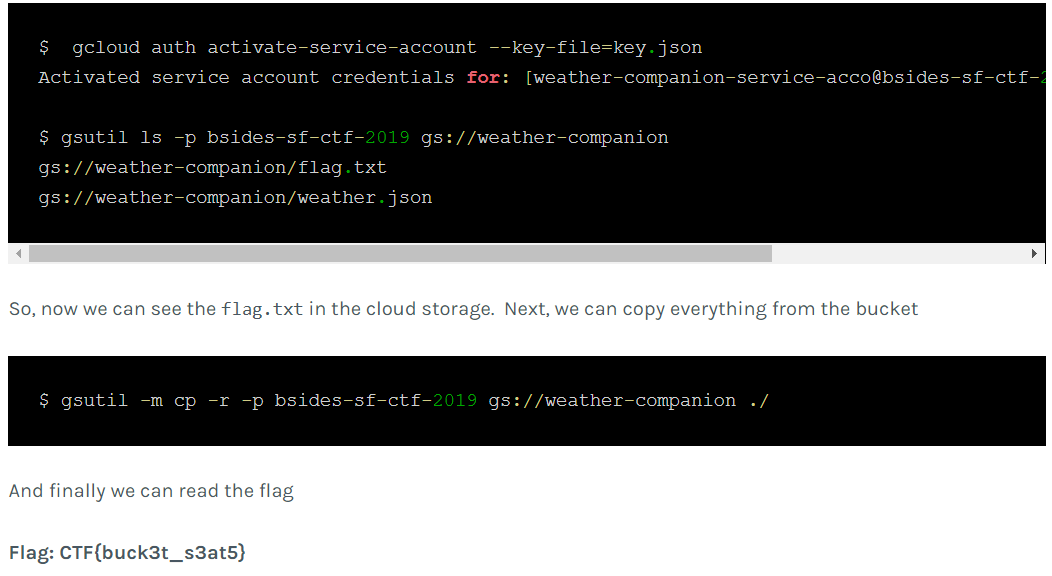 $  gcloud auth activate-service-account --key-file=key.json
Activated service account credentials for: [weather-companion-service-acco@bsides-sf-ctf-2
$ gsutil ls -p bsides-sf-ctf-2019 gs://weather-companion
gs://weather-companion/flag.txt
gs://weather-companion/weather.json
So, now we can see the flag.txt in the cloud storage.  Next, we can copy everything from the bucket
$ gsutil -m cp -r -p bsides-sf-ctf-2019 gs://weather-companion ./
And finally we can read the flag
Flag: CTF{buck3t_s3at5}